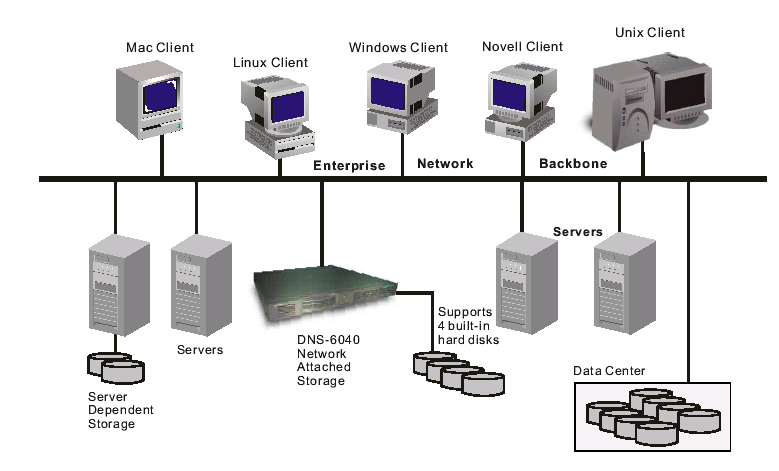 Mac Client
Linux Client
Windows Client
Novell Client
Unix Client
Enterprise Network Backbone
Servers
Servers
DNS-6040
Network
Attached
Storage
Supports
4 built-in
hard disks
Server
Dependent
Storage
Data Center